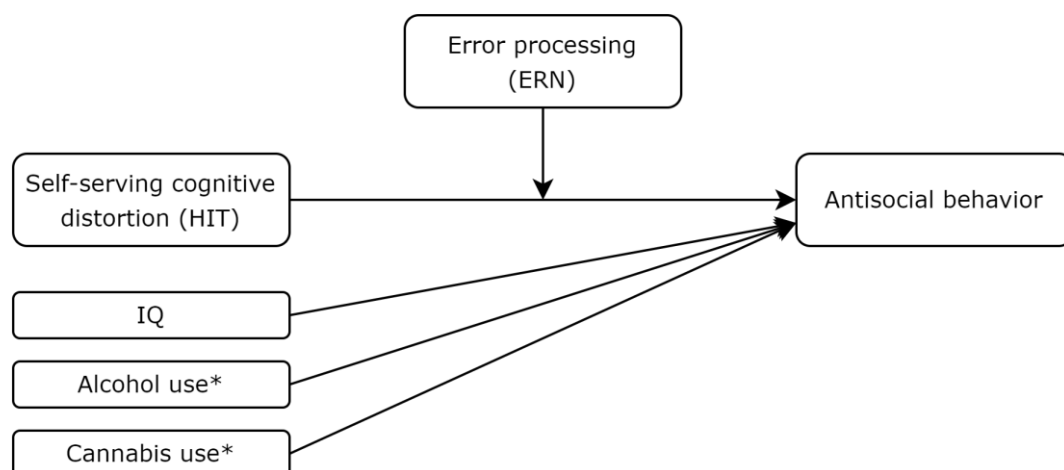 Error processing
(ERN)
Self-serving cognitive
distortion (HIT)
Antisocial behavior
IQ
Alcohol use*
Cannabis use*